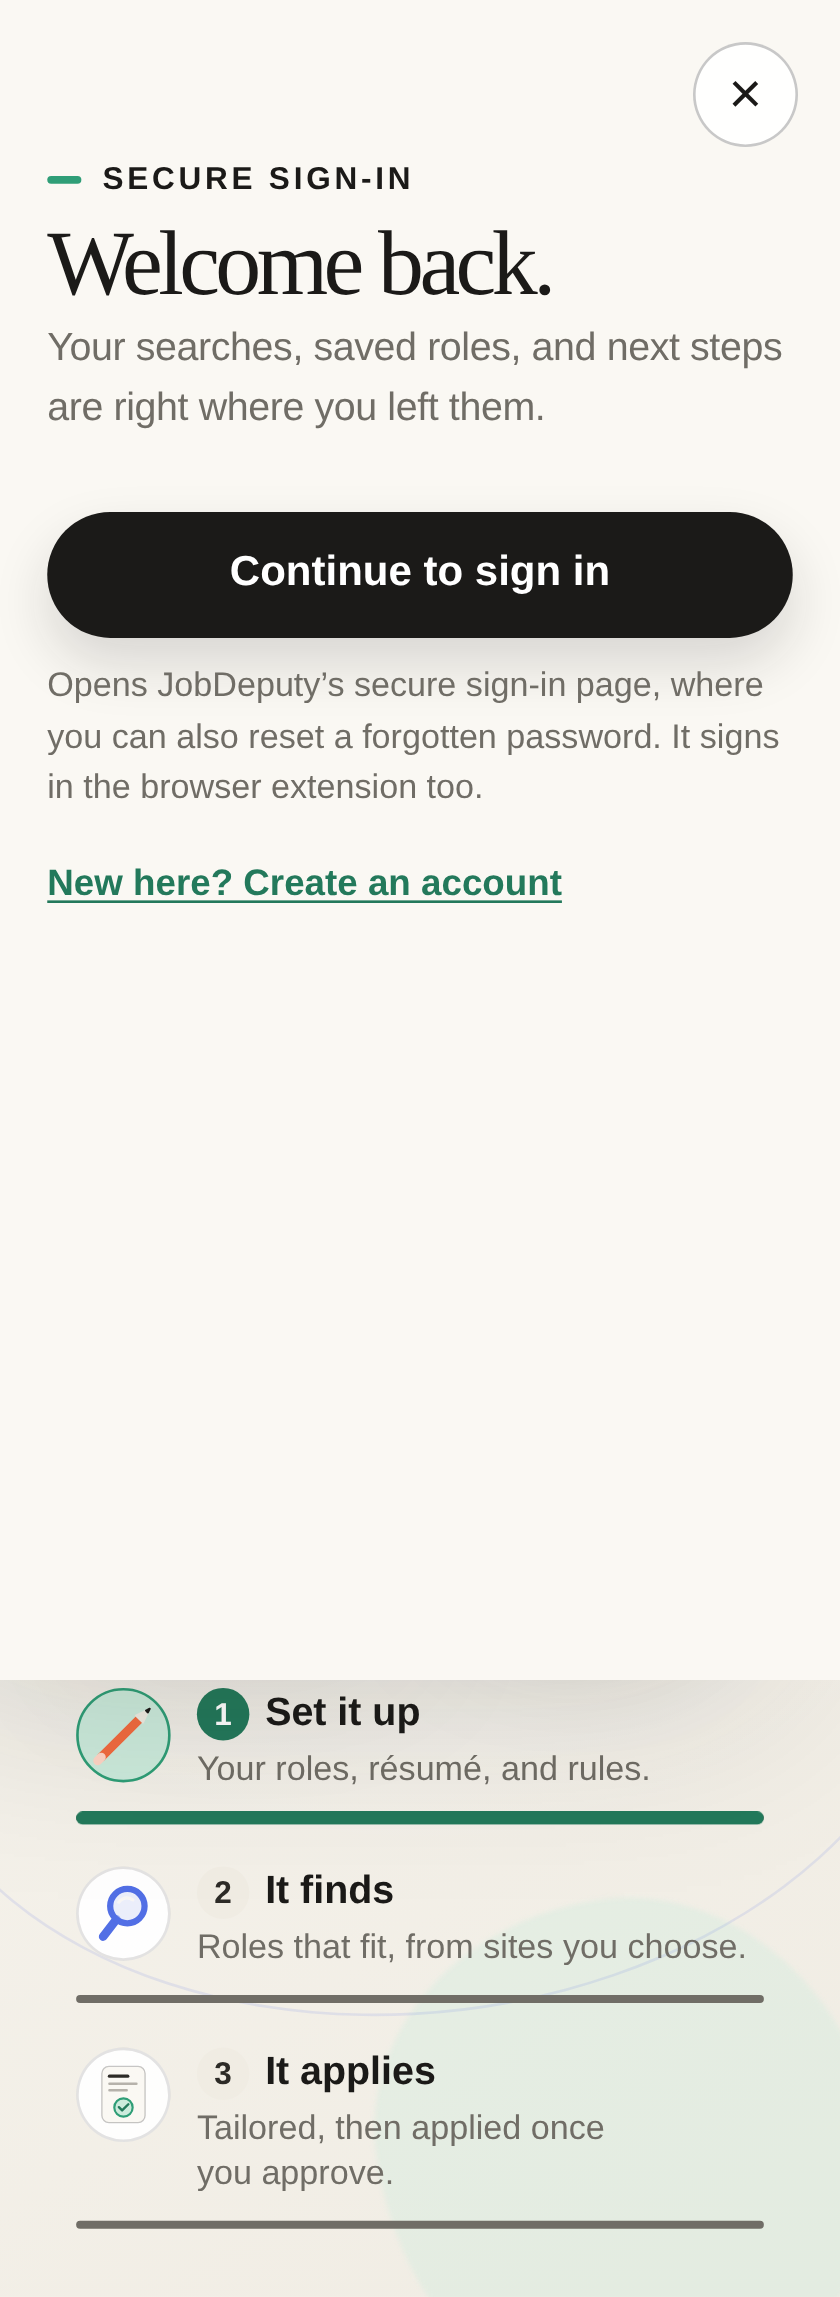 SECURE SIGN-IN
Welcome back.
Your searches, saved roles, and next steps
are right where you left them.
Continue to sign in
Opens JobDeputy’s secure sign-in page, where
you can also reset a forgotten password. It signs
in the browser extension too.
New here? Create an account
1 Set it up
Your roles, résumé, and rules.
2 It finds
Roles that fit, from sites you choose.
3 It applies
Tailored, then applied once
you approve.